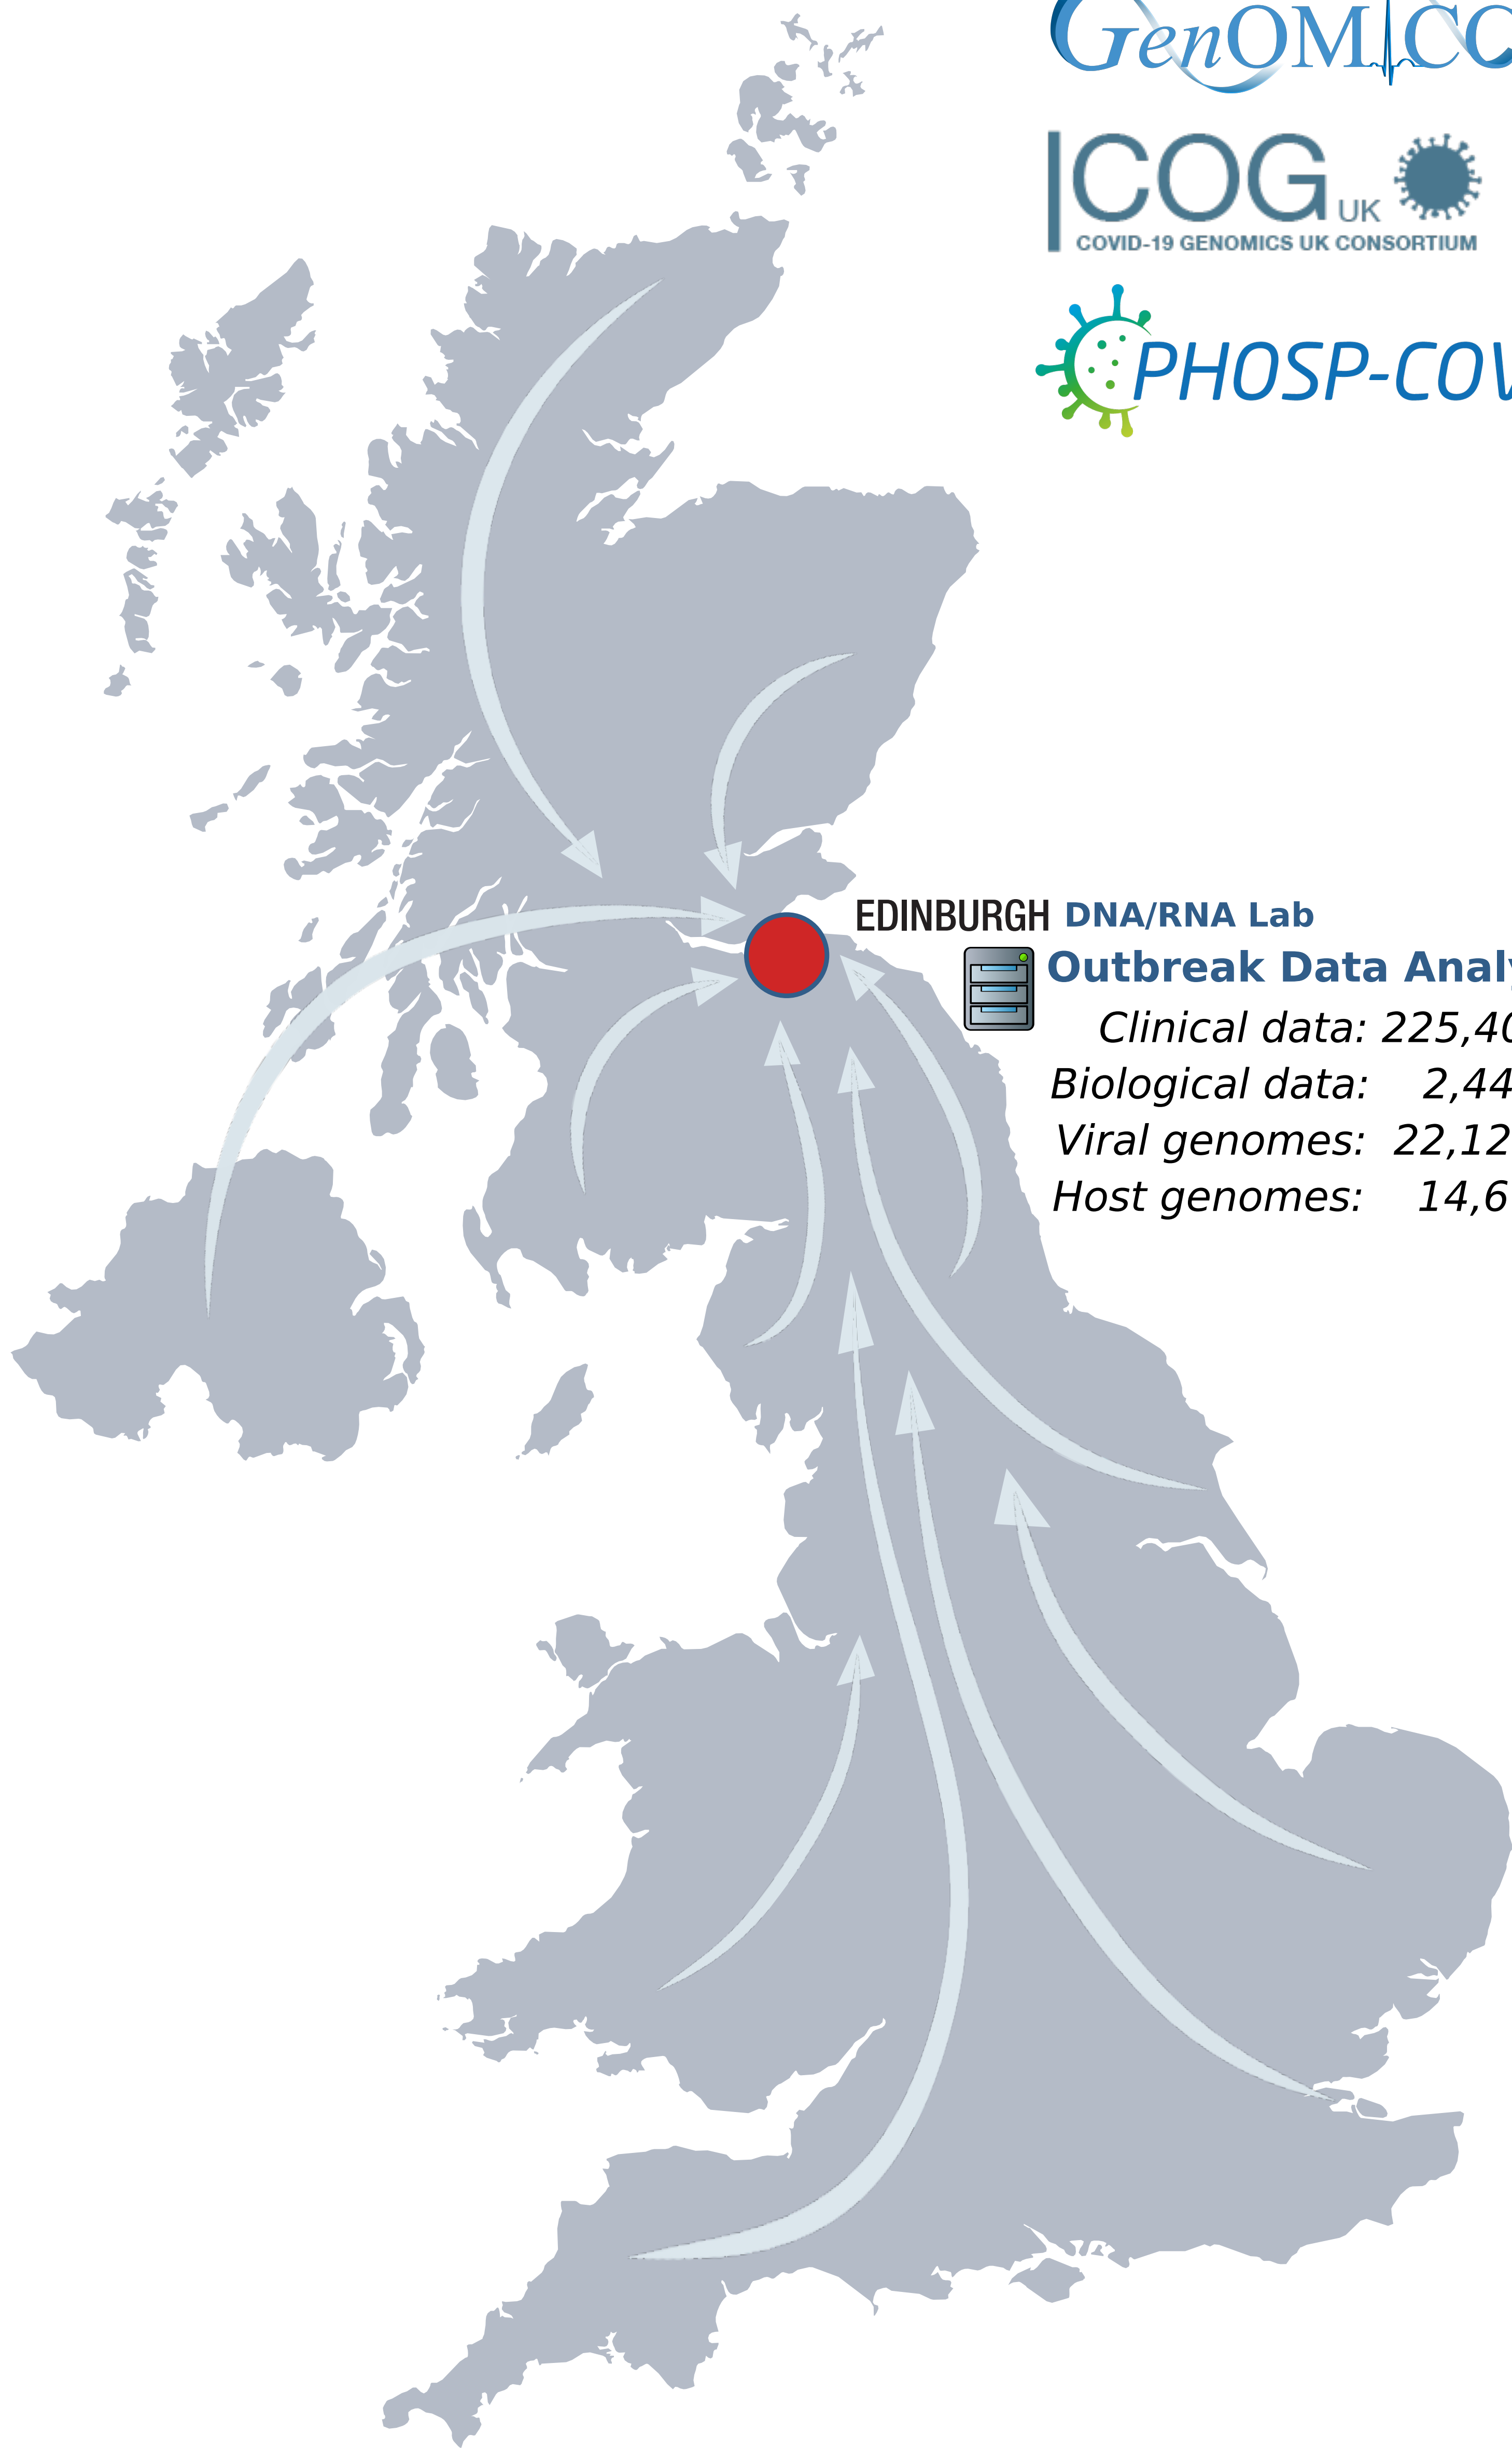 GenOMICC
COG UK
COVID-19 GENOMICS UK CONSORTIUM
PHOSP-COV
EDINBURGH DNA/RNA Lab
Outbreak Data Analy
Clinical data: 225,40
Biological data: 2,44
Viral genomes: 22,12
Host genomes: 14,6